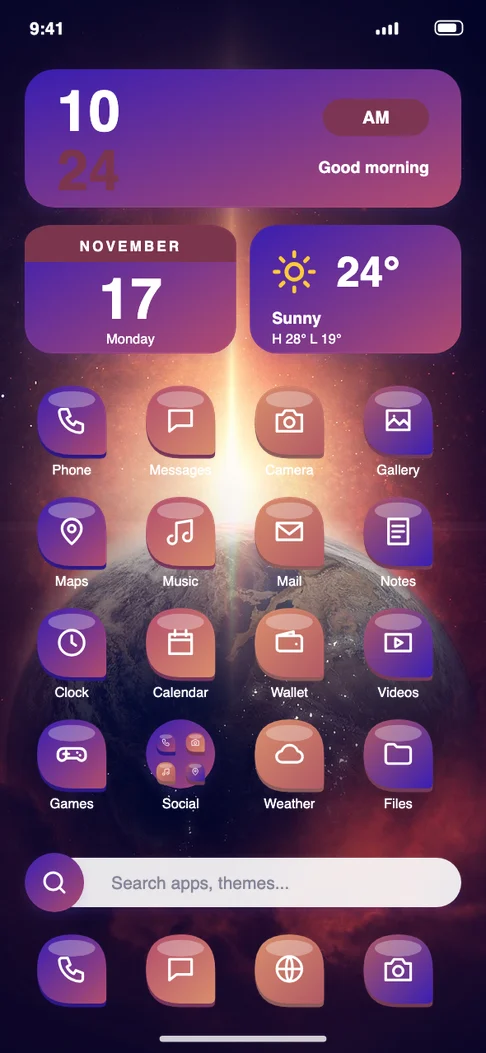 9:41
10
24
AM
Good morning
NOVEMBER
17
Monday
24°
Sunny
H 28° L 19°
Phone
Messages
Camera
Gallery
Maps
Music
Mail
Notes
Clock
Calendar
Wallet
Videos
Games
Social
Weather
Files
Search apps, themes...